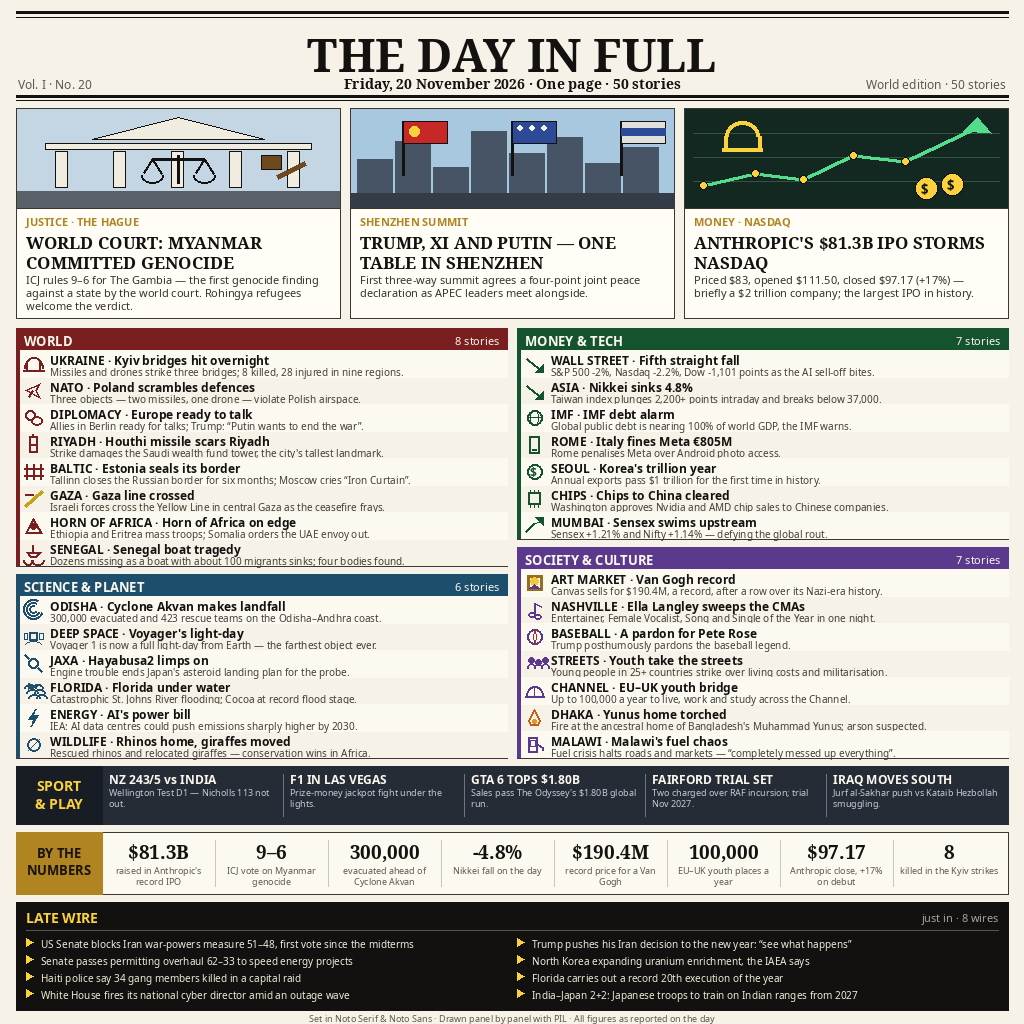 THE DAY IN FULL
Vol. I · No. 20
Friday, 20 November 2026 · One page · 50 stories
World edition · 50 stories
JUSTICE · THE HAGUE
WORLD COURT: MYANMAR
COMMITTED GENOCIDE
ICJ rules 9–6 for The Gambia — the first genocide finding
against a state by the world court. Rohingya refugees
welcome the verdict.
SHENZHEN SUMMIT
TRUMP, XI AND PUTIN — ONE
TABLE IN SHENZHEN
First three-way summit agrees a four-point joint peace
declaration as APEC leaders meet alongside.
$ $
MONEY · NASDAQ
ANTHROPIC'S $81.3B IPO STORMS
NASDAQ
Priced $83, opened $111.50, closed $97.17 (+17%) —
briefly a $2 trillion company; the largest IPO in history.
WORLD
8 stories
UKRAINE · Kyiv bridges hit overnight
Missiles and drones strike three bridges; 8 killed, 28 injured in nine regions.
NATO · Poland scrambles defences
Three objects — two missiles, one drone — violate Polish airspace.
DIPLOMACY · Europe ready to talk
Allies in Berlin ready for talks; Trump: “Putin wants to end the war”.
RIYADH · Houthi missile scars Riyadh
Strike damages the Saudi wealth fund tower, the city's tallest landmark.
BALTIC · Estonia seals its border
Tallinn closes the Russian border for six months; Moscow cries “Iron Curtain”.
GAZA · Gaza line crossed
Israeli forces cross the Yellow Line in central Gaza as the ceasefire frays.
HORN OF AFRICA · Horn of Africa on edge
Ethiopia and Eritrea mass troops; Somalia orders the UAE envoy out.
SENEGAL · Senegal boat tragedy
Dozens missing as a boat with about 100 migrants sinks; four bodies found.
SCIENCE & PLANET
6 stories
ODISHA · Cyclone Akvan makes landfall
300,000 evacuated and 423 rescue teams on the Odisha–Andhra coast.
DEEP SPACE · Voyager's light-day
Voyager 1 is now a full light-day from Earth — the farthest object ever.
JAXA · Hayabusa2 limps on
Engine trouble ends Japan's asteroid landing plan for the probe.
FLORIDA · Florida under water
Catastrophic St. Johns River flooding; Cocoa at record flood stage.
ENERGY · AI's power bill
IEA: AI data centres could push emissions sharply higher by 2030.
WILDLIFE · Rhinos home, giraffes moved
Rescued rhinos and relocated giraffes — conservation wins in Africa.
MONEY & TECH
7 stories
WALL STREET · Fifth straight fall
S&P 500 -2%, Nasdaq -2.2%, Dow -1,101 points as the AI sell-off bites.
ASIA · Nikkei sinks 4.8%
Taiwan index plunges 2,200+ points intraday and breaks below 37,000.
IMF · IMF debt alarm
Global public debt is nearing 100% of world GDP, the IMF warns.
ROME · Italy fines Meta €805M
Rome penalises Meta over Android photo access.
$
SEOUL · Korea's trillion year
Annual exports pass $1 trillion for the first time in history.
CHIPS · Chips to China cleared
Washington approves Nvidia and AMD chip sales to Chinese companies.
MUMBAI · Sensex swims upstream
Sensex +1.21% and Nifty +1.14% — defying the global rout.
SOCIETY & CULTURE
7 stories
ART MARKET · Van Gogh record
Canvas sells for $190.4M, a record, after a row over its Nazi-era history.
NASHVILLE · Ella Langley sweeps the CMAs
Entertainer, Female Vocalist, Song and Single of the Year in one night.
BASEBALL · A pardon for Pete Rose
Trump posthumously pardons the baseball legend.
STREETS · Youth take the streets
Young people in 25+ countries strike over living costs and militarisation.
CHANNEL · EU–UK youth bridge
Up to 100,000 a year to live, work and study across the Channel.
DHAKA · Yunus home torched
Fire at the ancestral home of Bangladesh's Muhammad Yunus; arson suspected.
MALAWI · Malawi's fuel chaos
Fuel crisis halts roads and markets — “completely messed up everything”.
SPORT
& PLAY
NZ 243/5 vs INDIA
Wellington Test D1 — Nicholls 113 not
out.
F1 IN LAS VEGAS
Prize-money jackpot fight under the
lights.
GTA 6 TOPS $1.80B
Sales pass The Odyssey's $1.80B global
run.
FAIRFORD TRIAL SET
Two charged over RAF incursion; trial
Nov 2027.
IRAQ MOVES SOUTH
Jurf al-Sakhar push vs Kataib Hezbollah
smuggling.
BY THE
NUMBERS
$81.3B
raised in Anthropic's
record IPO
9–6
ICJ vote on Myanmar
genocide
300,000
evacuated ahead of
Cyclone Akvan
-4.8%
Nikkei fall on the day
$190.4M
record price for a Van
Gogh
100,000
EU–UK youth places a
year
$97.17
Anthropic close, +17%
on debut
8
killed in the Kyiv strikes
LATE WIRE
just in · 8 wires
US Senate blocks Iran war-powers measure 51–48, first vote since the midterms
Senate passes permitting overhaul 62–33 to speed energy projects
Haiti police say 34 gang members killed in a capital raid
White House fires its national cyber director amid an outage wave
Trump pushes his Iran decision to the new year: “see what happens”
North Korea expanding uranium enrichment, the IAEA says
Florida carries out a record 20th execution of the year
India–Japan 2+2: Japanese troops to train on Indian ranges from 2027
Set in Noto Serif & Noto Sans · Drawn panel by panel with PIL · All figures as reported on the day